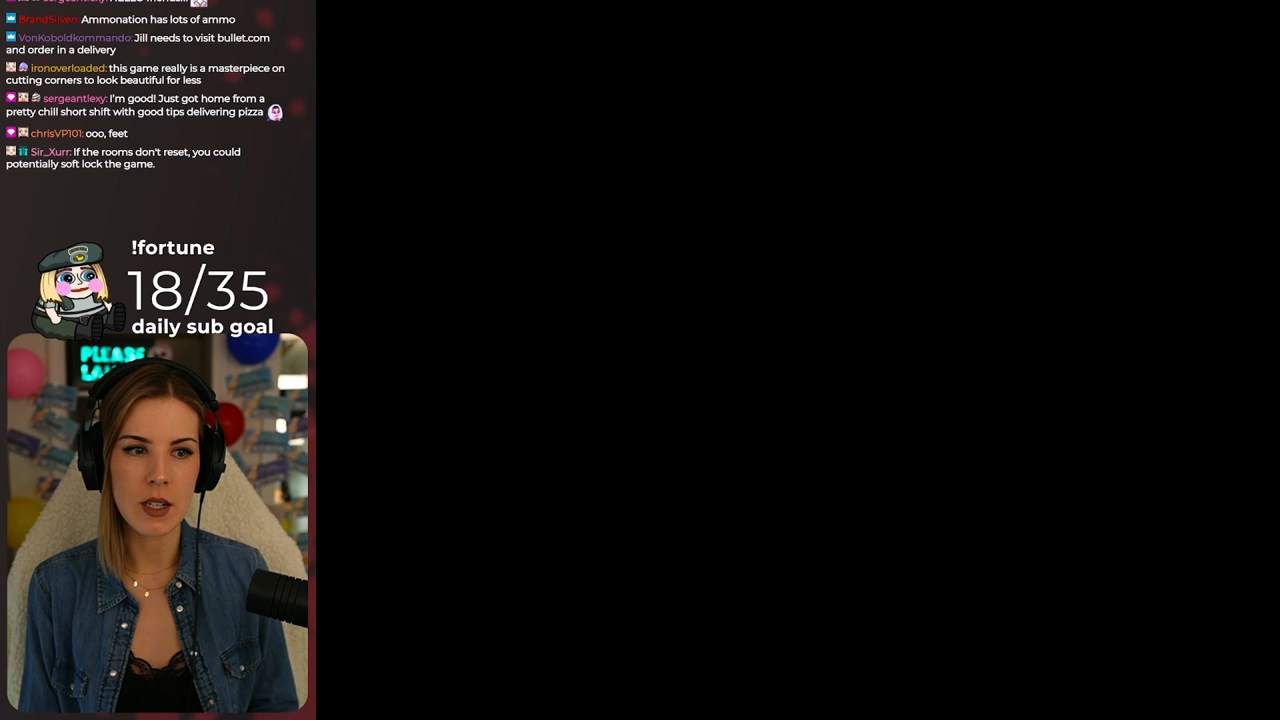 BrandSilven: Ammonation has lots of ammo
VonKoboldkommando: Jill needs to visit bullet.com
and order in a delivery
ironoverloaded: this game really is a masterpiece on
cutting corners to look beautiful for less
sergeantlexy: I'm good! Just got home from a
pretty chill short shift with good tips delivering pizza
chrisVP101: ooo, feet
Sir_Xurr: If the rooms don't reset, you could
potentially soft lock the game.
!fortune
18/35
daily sub goal
PLEASE